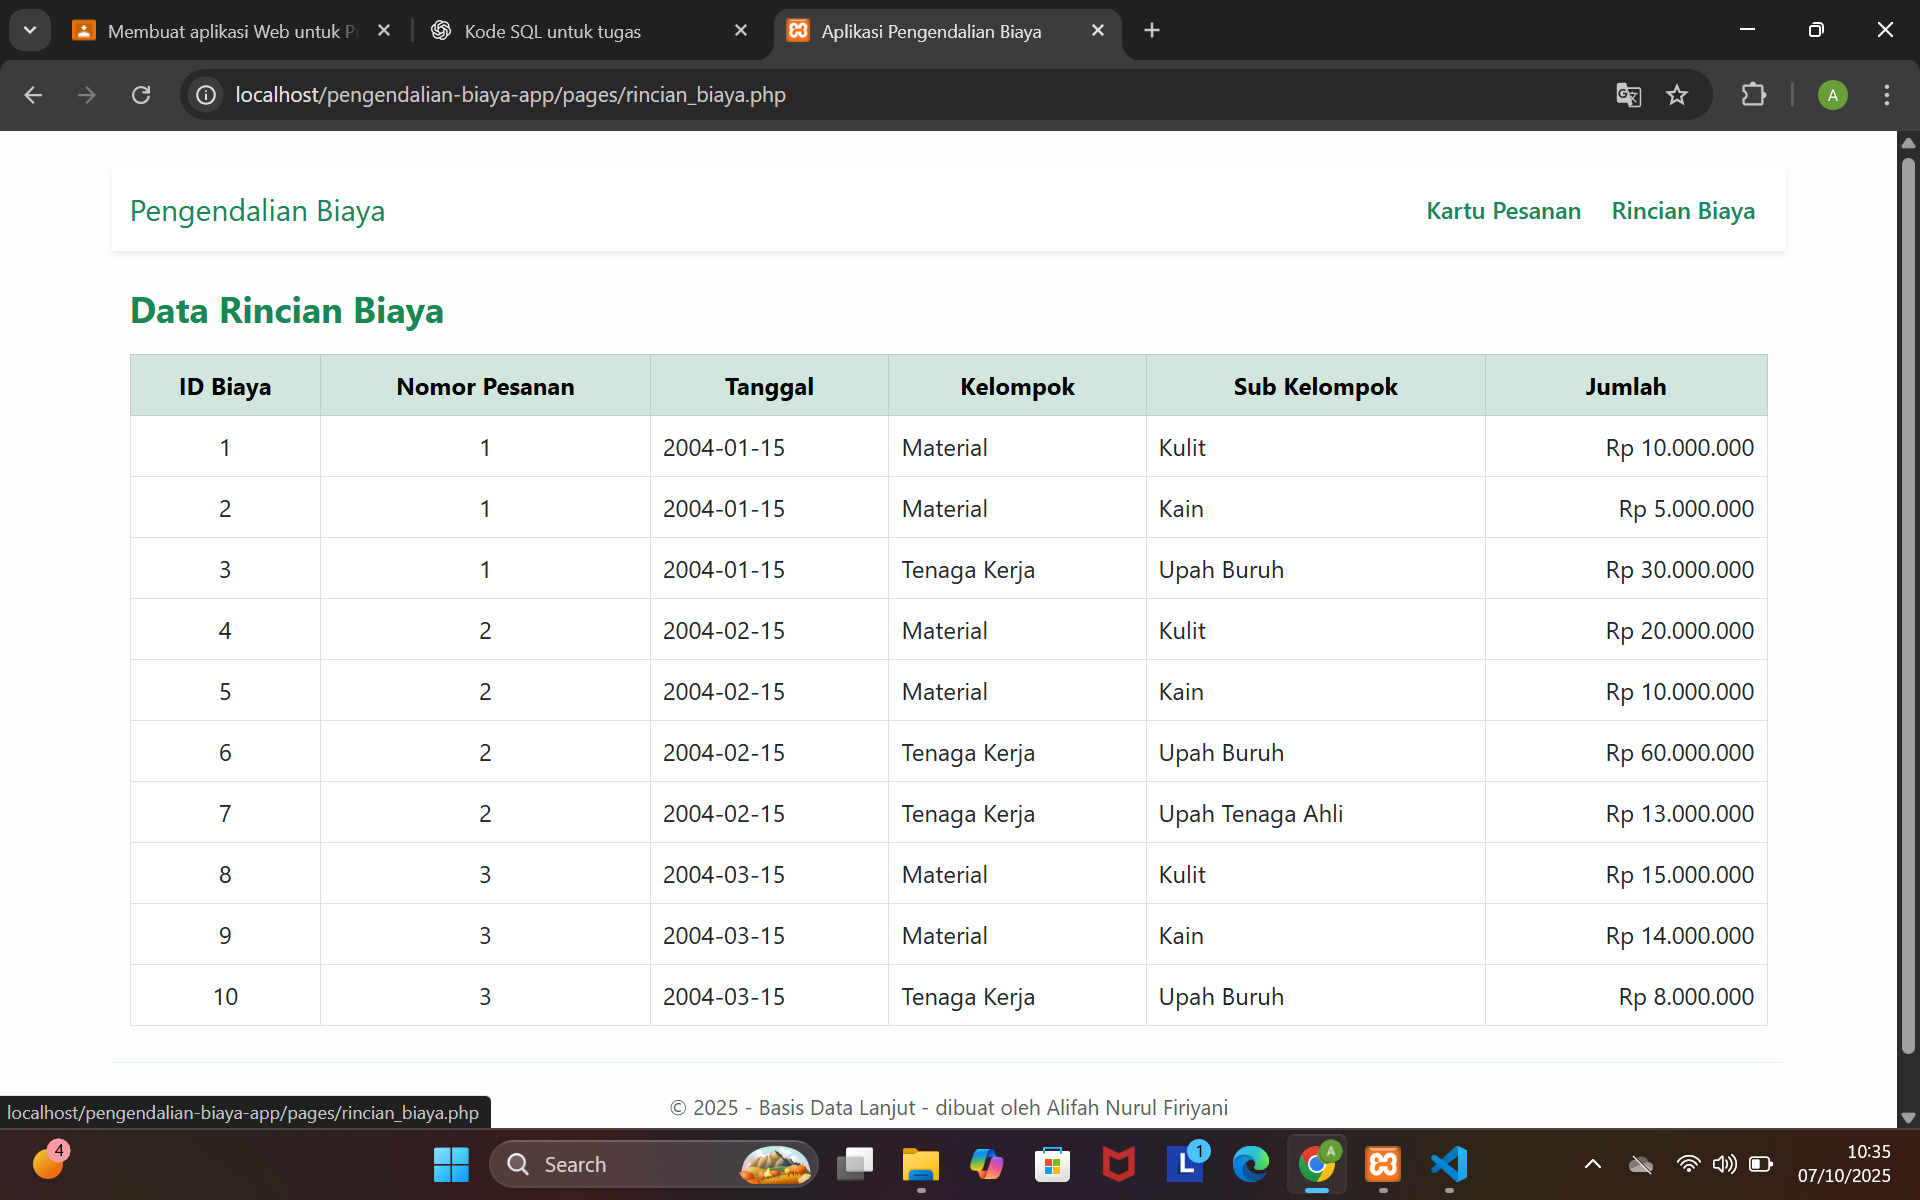 Membuat aplikasi Web untuk P
Kode SQL untuk tugas
Aplikasi Pengendalian Biaya
localhost/pengendalian-biaya-app/pages/rincian_biaya.php
A
Pengendalian Biaya
Kartu Pesanan
Rincian Biaya
Data Rincian Biaya
ID Biaya Nomor Pesanan Tanggal Kelompok Sub Kelompok Jumlah
1 1 2004-01-15 Material Kulit Rp 10.000.000
2 1 2004-01-15 Material Kain Rp 5.000.000
3 1 2004-01-15 Tenaga Kerja Upah Buruh Rp 30.000.000
4 2 2004-02-15 Material Kulit Rp 20.000.000
5 2 2004-02-15 Material Kain Rp 10.000.000
6 2 2004-02-15 Tenaga Kerja Upah Buruh Rp 60.000.000
7 2 2004-02-15 Tenaga Kerja Upah Tenaga Ahli Rp 13.000.000
8 3 2004-03-15 Material Kulit Rp 15.000.000
9 3 2004-03-15 Material Kain Rp 14.000.000
10 3 2004-03-15 Tenaga Kerja Upah Buruh Rp 8.000.000
© 2025 - Basis Data Lanjut - dibuat oleh Alifah Nurul Firiyani
localhost/pengendalian-biaya-app/pages/rincian_biaya.php
4
Search
L
1
A
10:35
07/10/2025